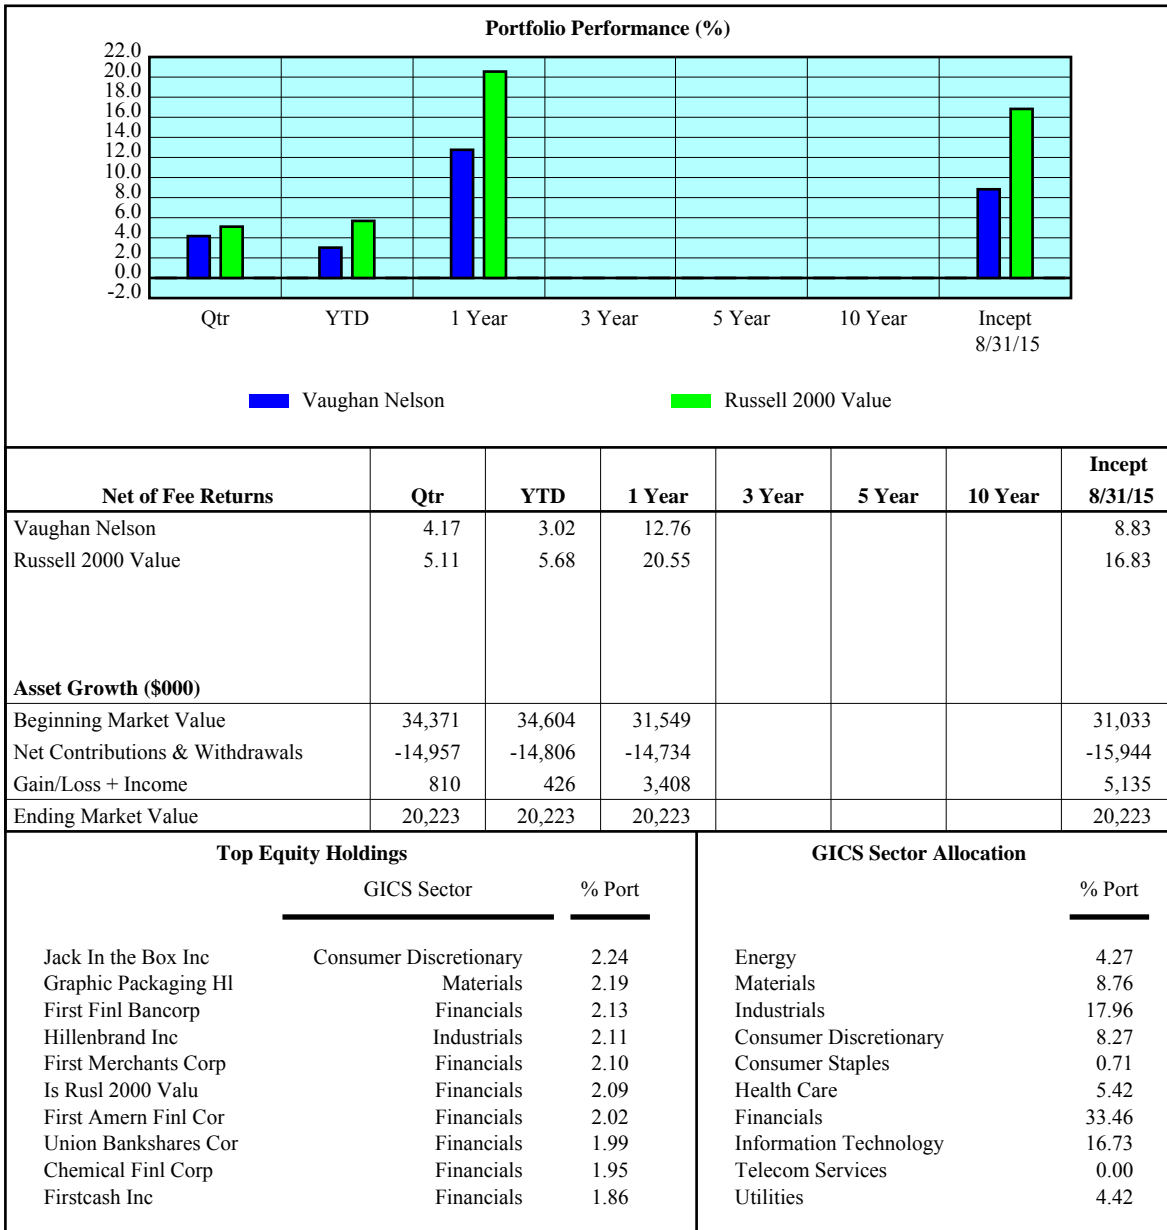 Portfolio Performance (%)
22.0
20.0
18.0
16.0
14.0
12.0
10.0
8.0
6.0
4.0
2.0
0.0
-2.0
Qtr YTD 1 Year 3 Year 5 Year 10 Year Incept
8/31/15
Vaughan Nelson Russell 2000 Value
Incept
Net of Fee Returns Qtr YTD 1 Year 3 Year 5 Year 10 Year 8/31/15
Vaughan Nelson 4.17 3.02 12.76 8.83
Russell 2000 Value 5.11 5.68 20.55 16.83
Asset Growth ($000)
Beginning Market Value 34,371 34,604 31,549 31,033
Net Contributions & Withdrawals -14,957 -14,806 -14,734 -15,944
Gain/Loss + Income 810 426 3,408 5,135
Ending Market Value 20,223 20,223 20,223 20,223
Top Equity Holdings
GICS Sector % Port
Jack In the Box Inc Consumer Discretionary 2.24
Graphic Packaging Hl Materials 2.19
First Finl Bancorp Financials 2.13
Hillenbrand Inc Industrials 2.11
First Merchants Corp Financials 2.10
Is Rusl 2000 Valu Financials 2.09
First Amern Finl Cor Financials 2.02
Union Bankshares Cor Financials 1.99
Chemical Finl Corp Financials 1.95
Firstcash Inc Financials 1.86
GICS Sector Allocation
% Port
Energy 4.27
Materials 8.76
Industrials 17.96
Consumer Discretionary 8.27
Consumer Staples 0.71
Health Care 5.42
Financials 33.46
Information Technology 16.73
Telecom Services 0.00
Utilities 4.42